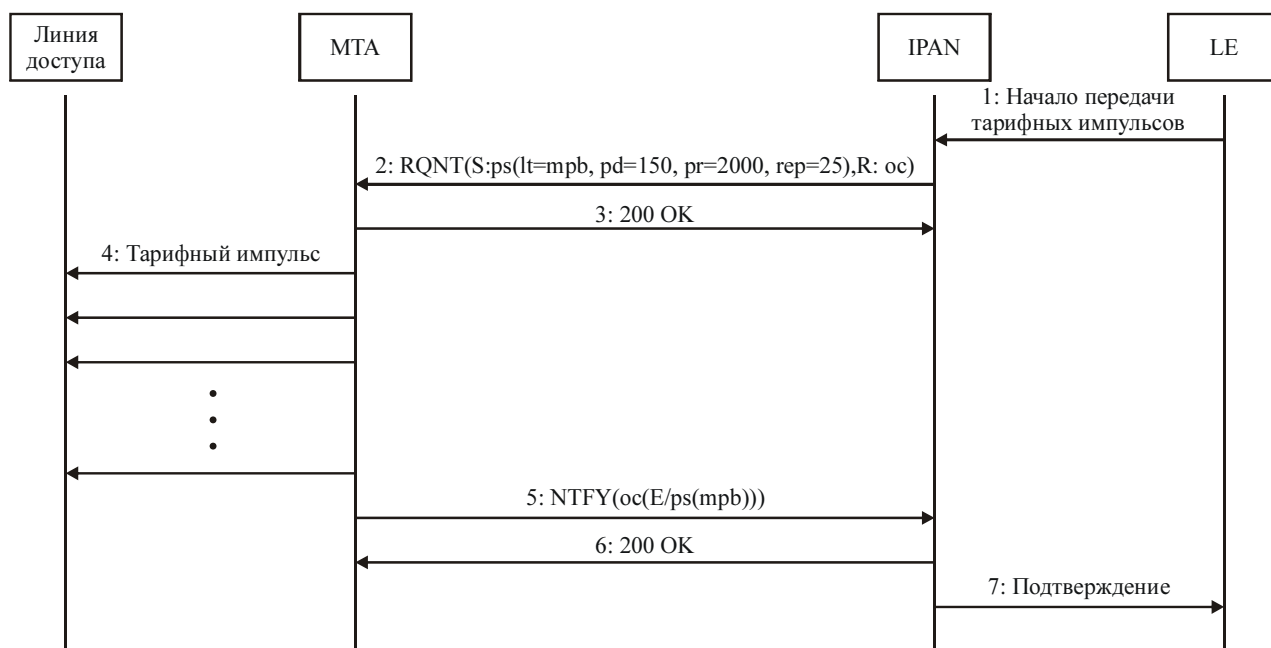 Линия
доступа
MTA
IPAN
LE
1: Начало передачи
тарифных импульсов
2: RQNT(S:ps(lt=mpb, pd=150, pr=2000, rep=25),R: oc)
3: 200 OK
4: Тарифный импульс
5: NTFY(oc(E/ps(mpb)))
6: 200 OK
7: Подтверждение